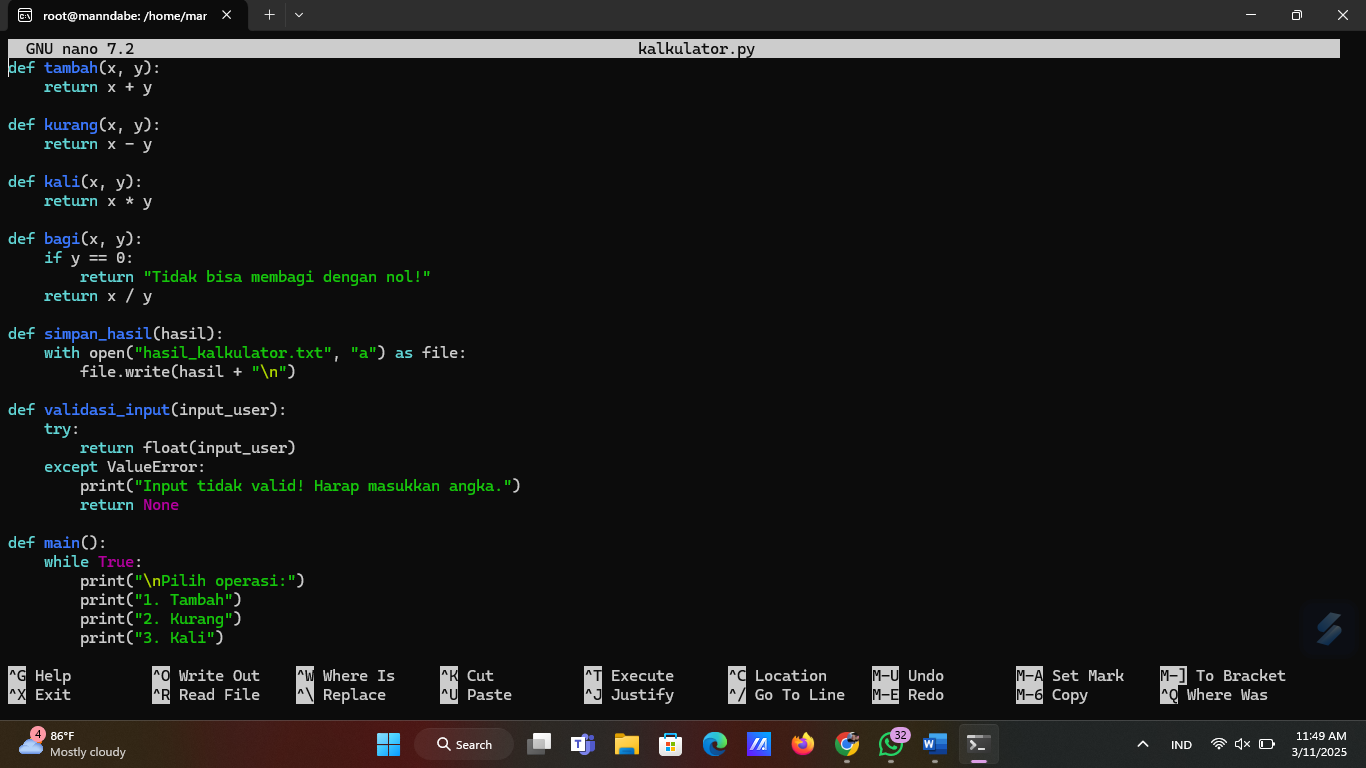 root@manndabe: /home/mar
GNU nano 7.2 kalkulator.py
def tambah(x, y):
    return x + y
def kurang(x, y):
    return x - y
def kali(x, y):
    return x * y
def bagi(x, y):
    if y == 0:
        return "Tidak bisa membagi dengan nol!"
    return x / y
def simpan_hasil(hasil):
    with open("hasil_kalkulator.txt", "a") as file:
        file.write(hasil + "\n")
def validasi_input(input_user):
    try:
        return float(input_user)
    except ValueError:
        print("Input tidak valid! Harap masukkan angka.")
        return None
def main():
    while True:
        print("\nPilih operasi:")
        print("1. Tambah")
        print("2. Kurang")
        print("3. Kali")
^G Help ^O Write Out ^W Where Is ^K Cut ^T Execute ^C Location M-U Undo M-A Set Mark M-] To Bracket
^X Exit ^R Read File ^\ Replace ^U Paste ^J Justify ^/ Go To Line M-E Redo M-6 Copy ^Q Where Was
4 86°F
Mostly cloudy
Search
32
IND
11:49 AM
3/11/2025